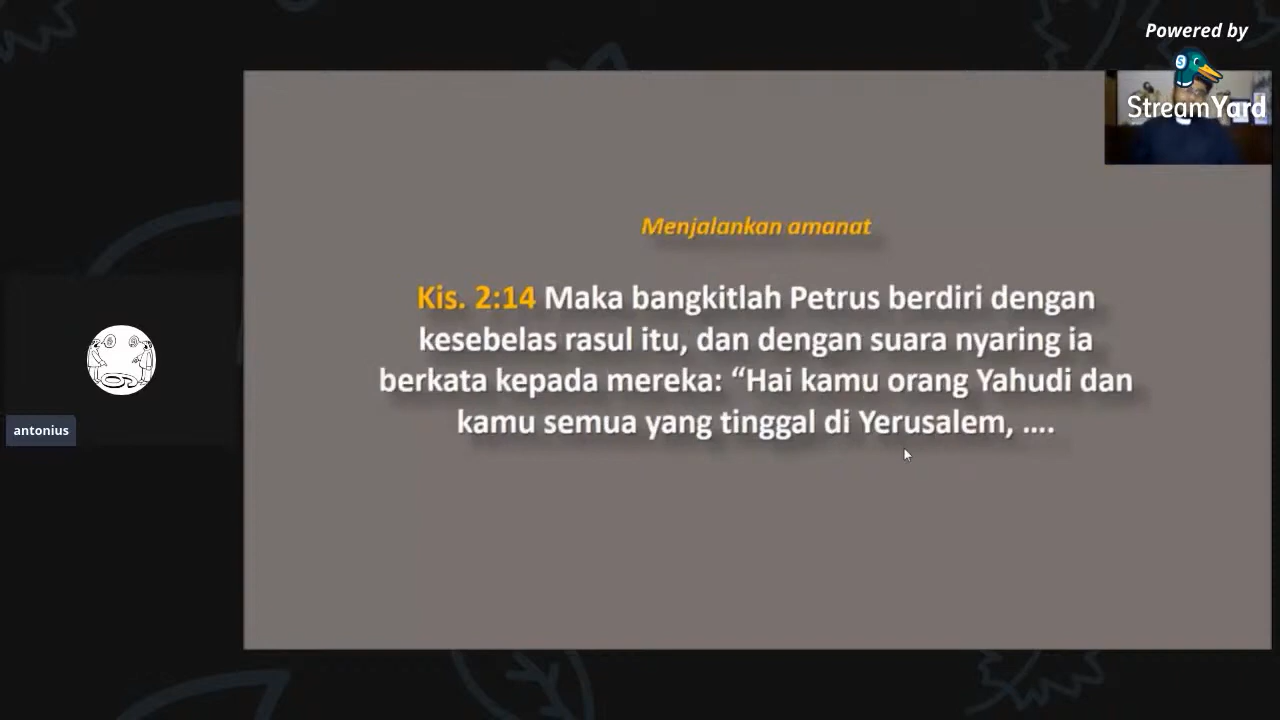 Powered by
StreamYard
Menjalankan amanat
Kis. 2:14 Maka bangkitlah Petrus berdiri dengan
kesebelas rasul itu, dan dengan suara nyaring ia
berkata kepada mereka: “Hai kamu orang Yahudi dan
kamu semua yang tinggal di Yerusalem, ....
antonius